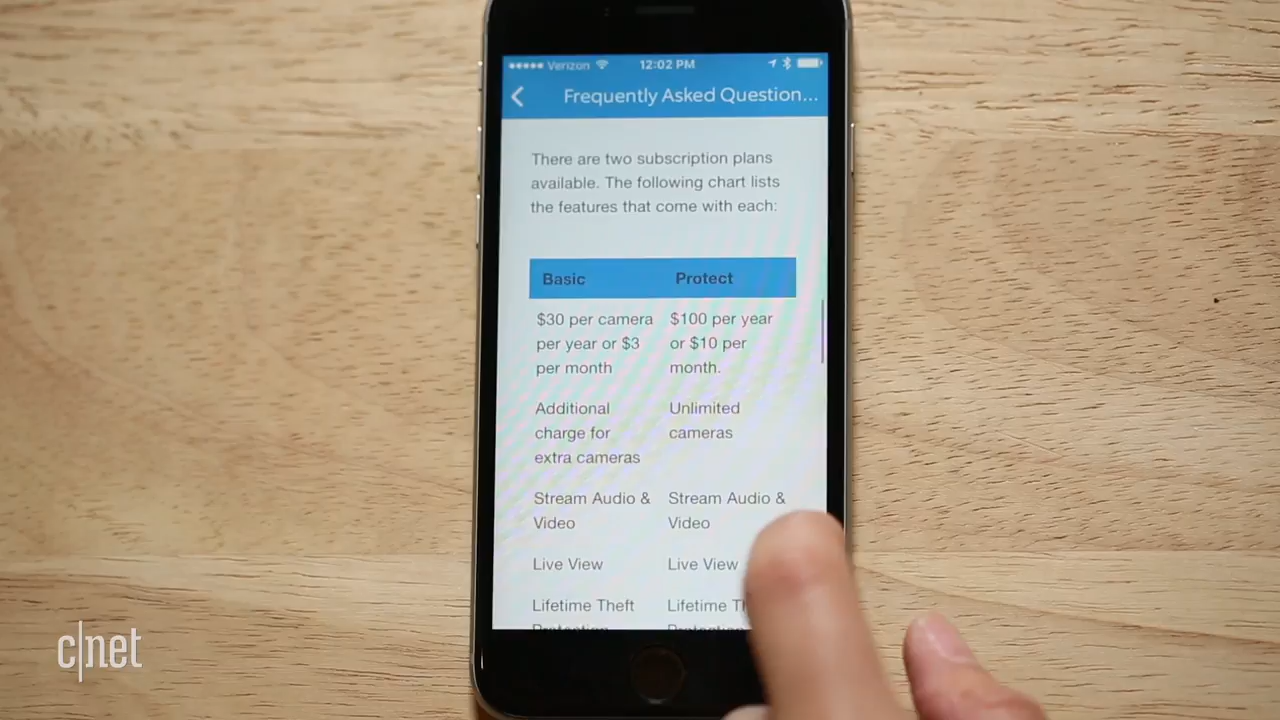 Verizon 12:02 PM
Frequently Asked Question...
There are two subscription plans
available. The following chart lists
the features that come with each:
Basic Protect
$30 per camera $100 per year
per year or $3 or $10 per
per month month.
Additional Unlimited
charge for cameras
extra cameras
Stream Audio & Stream Audio &
Video Video
Live View Live View
Lifetime Theft Lifetime
Protection Protection
c|net